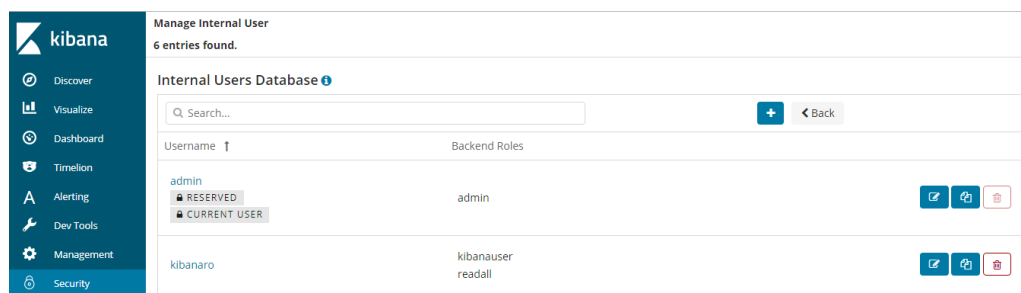 kibana
Discover
Visualize
Dashboard
Timelion
A Alerting
Dev Tools
Management
Security
Manage Internal User
6 entries found.
Internal Users Database
Search...
+ Back
Username ↑ Backend Roles
admin
RESERVED
CURRENT USER
admin
kibanaro
kibanauser
readall